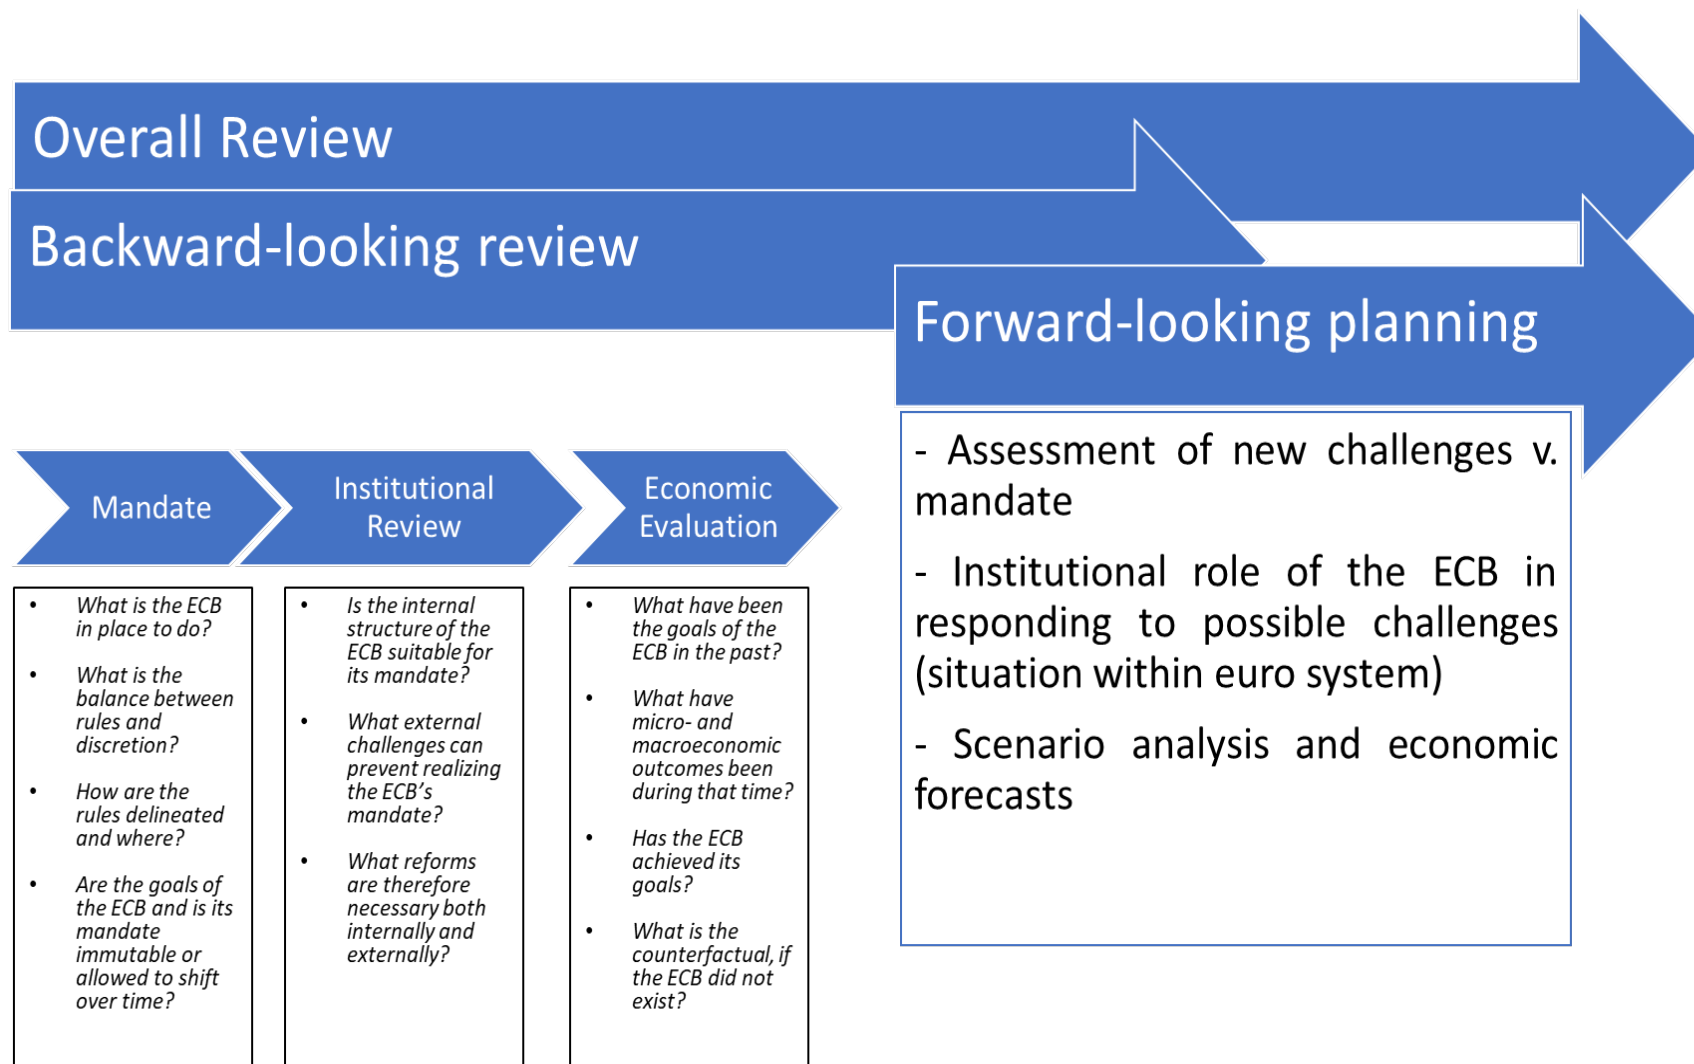 Overall Review
Backward-looking review
Forward-looking planning
Mandate
• What is the ECB
in place to do?
• What is the
balance between
rules and
discretion?
• How are the
rules delineated
and where?
• Are the goals of
the ECB and is its
mandate
immutable or
allowed to shift
over time?
Institutional
Review
• Is the internal
structure of the
ECB suitable for
its mandate?
• What external
challenges can
prevent realizing
the ECB’s
mandate?
• What reforms
are therefore
necessary both
internally and
externally?
Economic
Evaluation
• What have been
the goals of the
ECB in the past?
• What have
micro- and
macroeconomic
outcomes been
during that time?
• Has the ECB
achieved its
goals?
• What is the
counterfactual, if
the ECB did not
exist?
- Assessment of new challenges v.
mandate
- Institutional role of the ECB in
responding to possible challenges
(situation within euro system)
- Scenario analysis and economic
forecasts